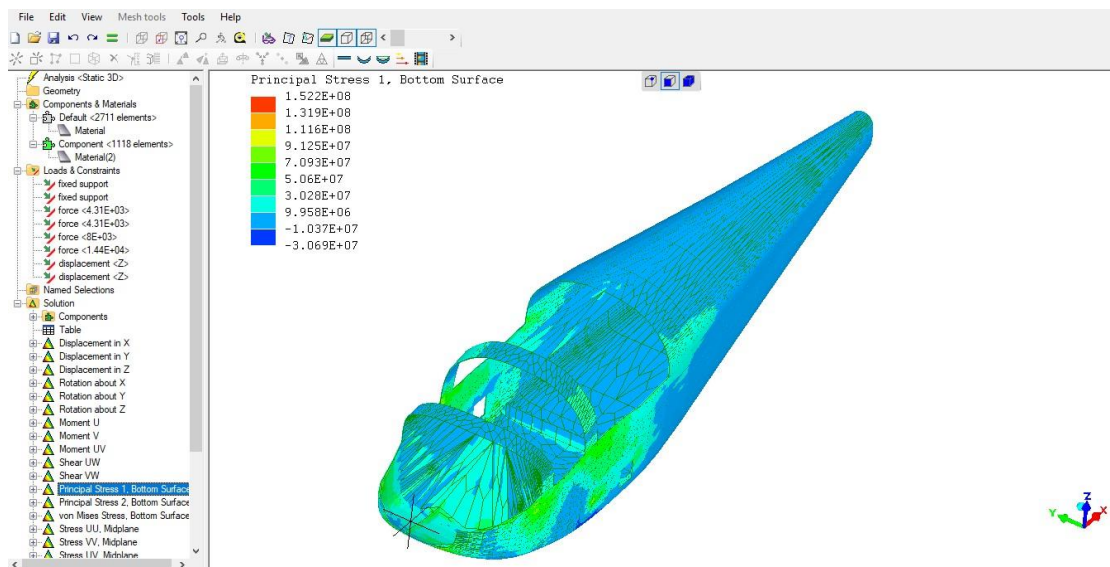 File Edit View Mesh tools Tools Help
Analysis <Static 3D>
Geometry
Components & Materials
Default <2711 elements>
Material
Component <1118 elements>
Material(2)
Loads & Constraints
fixed support
fixed support
force <4.31E+03>
force <4.31E+03>
force <8E+03>
force <1.44E+04>
displacement <Z>
displacement <Z>
Named Selections
Solution
Components
Table
Displacement in X
Displacement in Y
Displacement in Z
Rotation about X
Rotation about Y
Rotation about Z
Moment U
Moment V
Moment UV
Shear UW
Shear VW
Principal Stress 1, Bottom Surface
Principal Stress 2, Bottom Surface
von Mises Stress, Bottom Surface
Stress UU, Midplane
Stress VV, Midplane
Stress UV, Midplane
Principal Stress 1, Bottom Surface
1.522E+08
1.319E+08
1.116E+08
9.125E+07
7.093E+07
5.06E+07
3.028E+07
9.958E+06
-1.037E+07
-3.069E+07
Z
Y
X